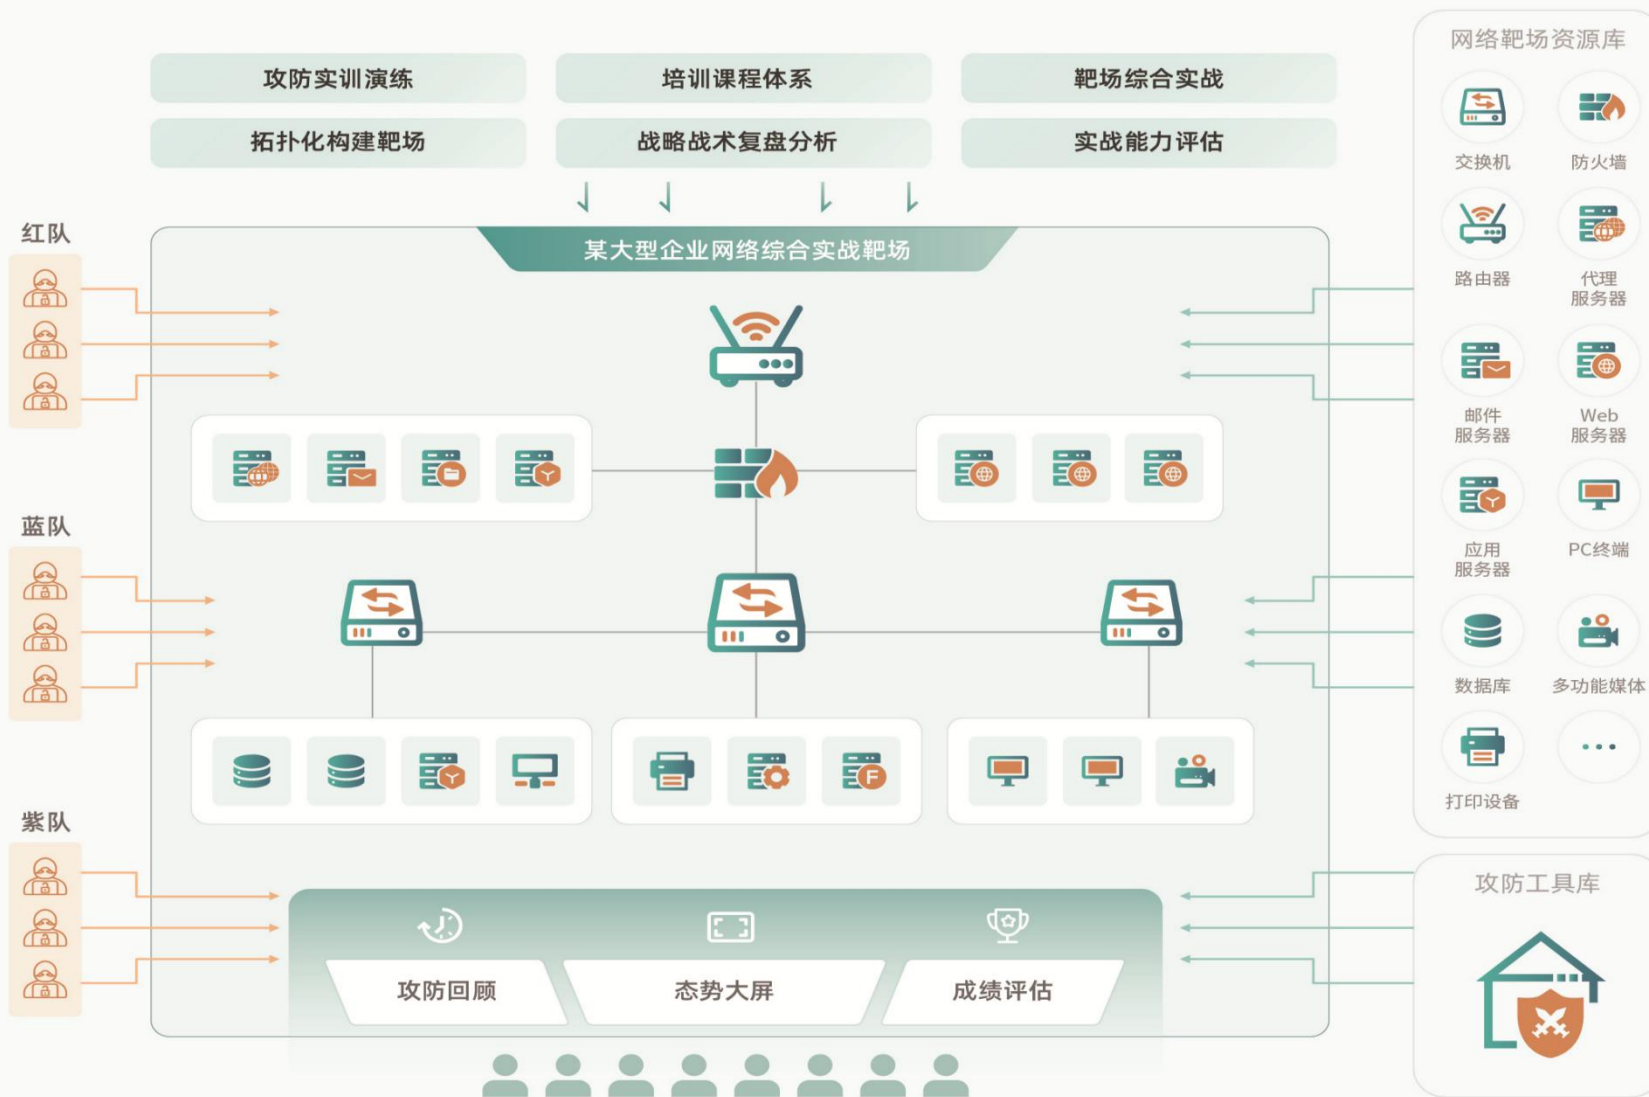 攻防实训演练
培训课程体系
靶场综合实战
拓扑化构建靶场
战略战术复盘分析
实战能力评估
某大型企业网络综合实战靶场
红队
蓝队
紫队
F
攻防回顾
态势大屏
成绩评估
网络靶场资源库
交换机
防火墙
路由器
代理
服务器
邮件
服务器
Web
服务器
应用
服务器
PC终端
数据库
多功能媒体
打印设备
攻防工具库